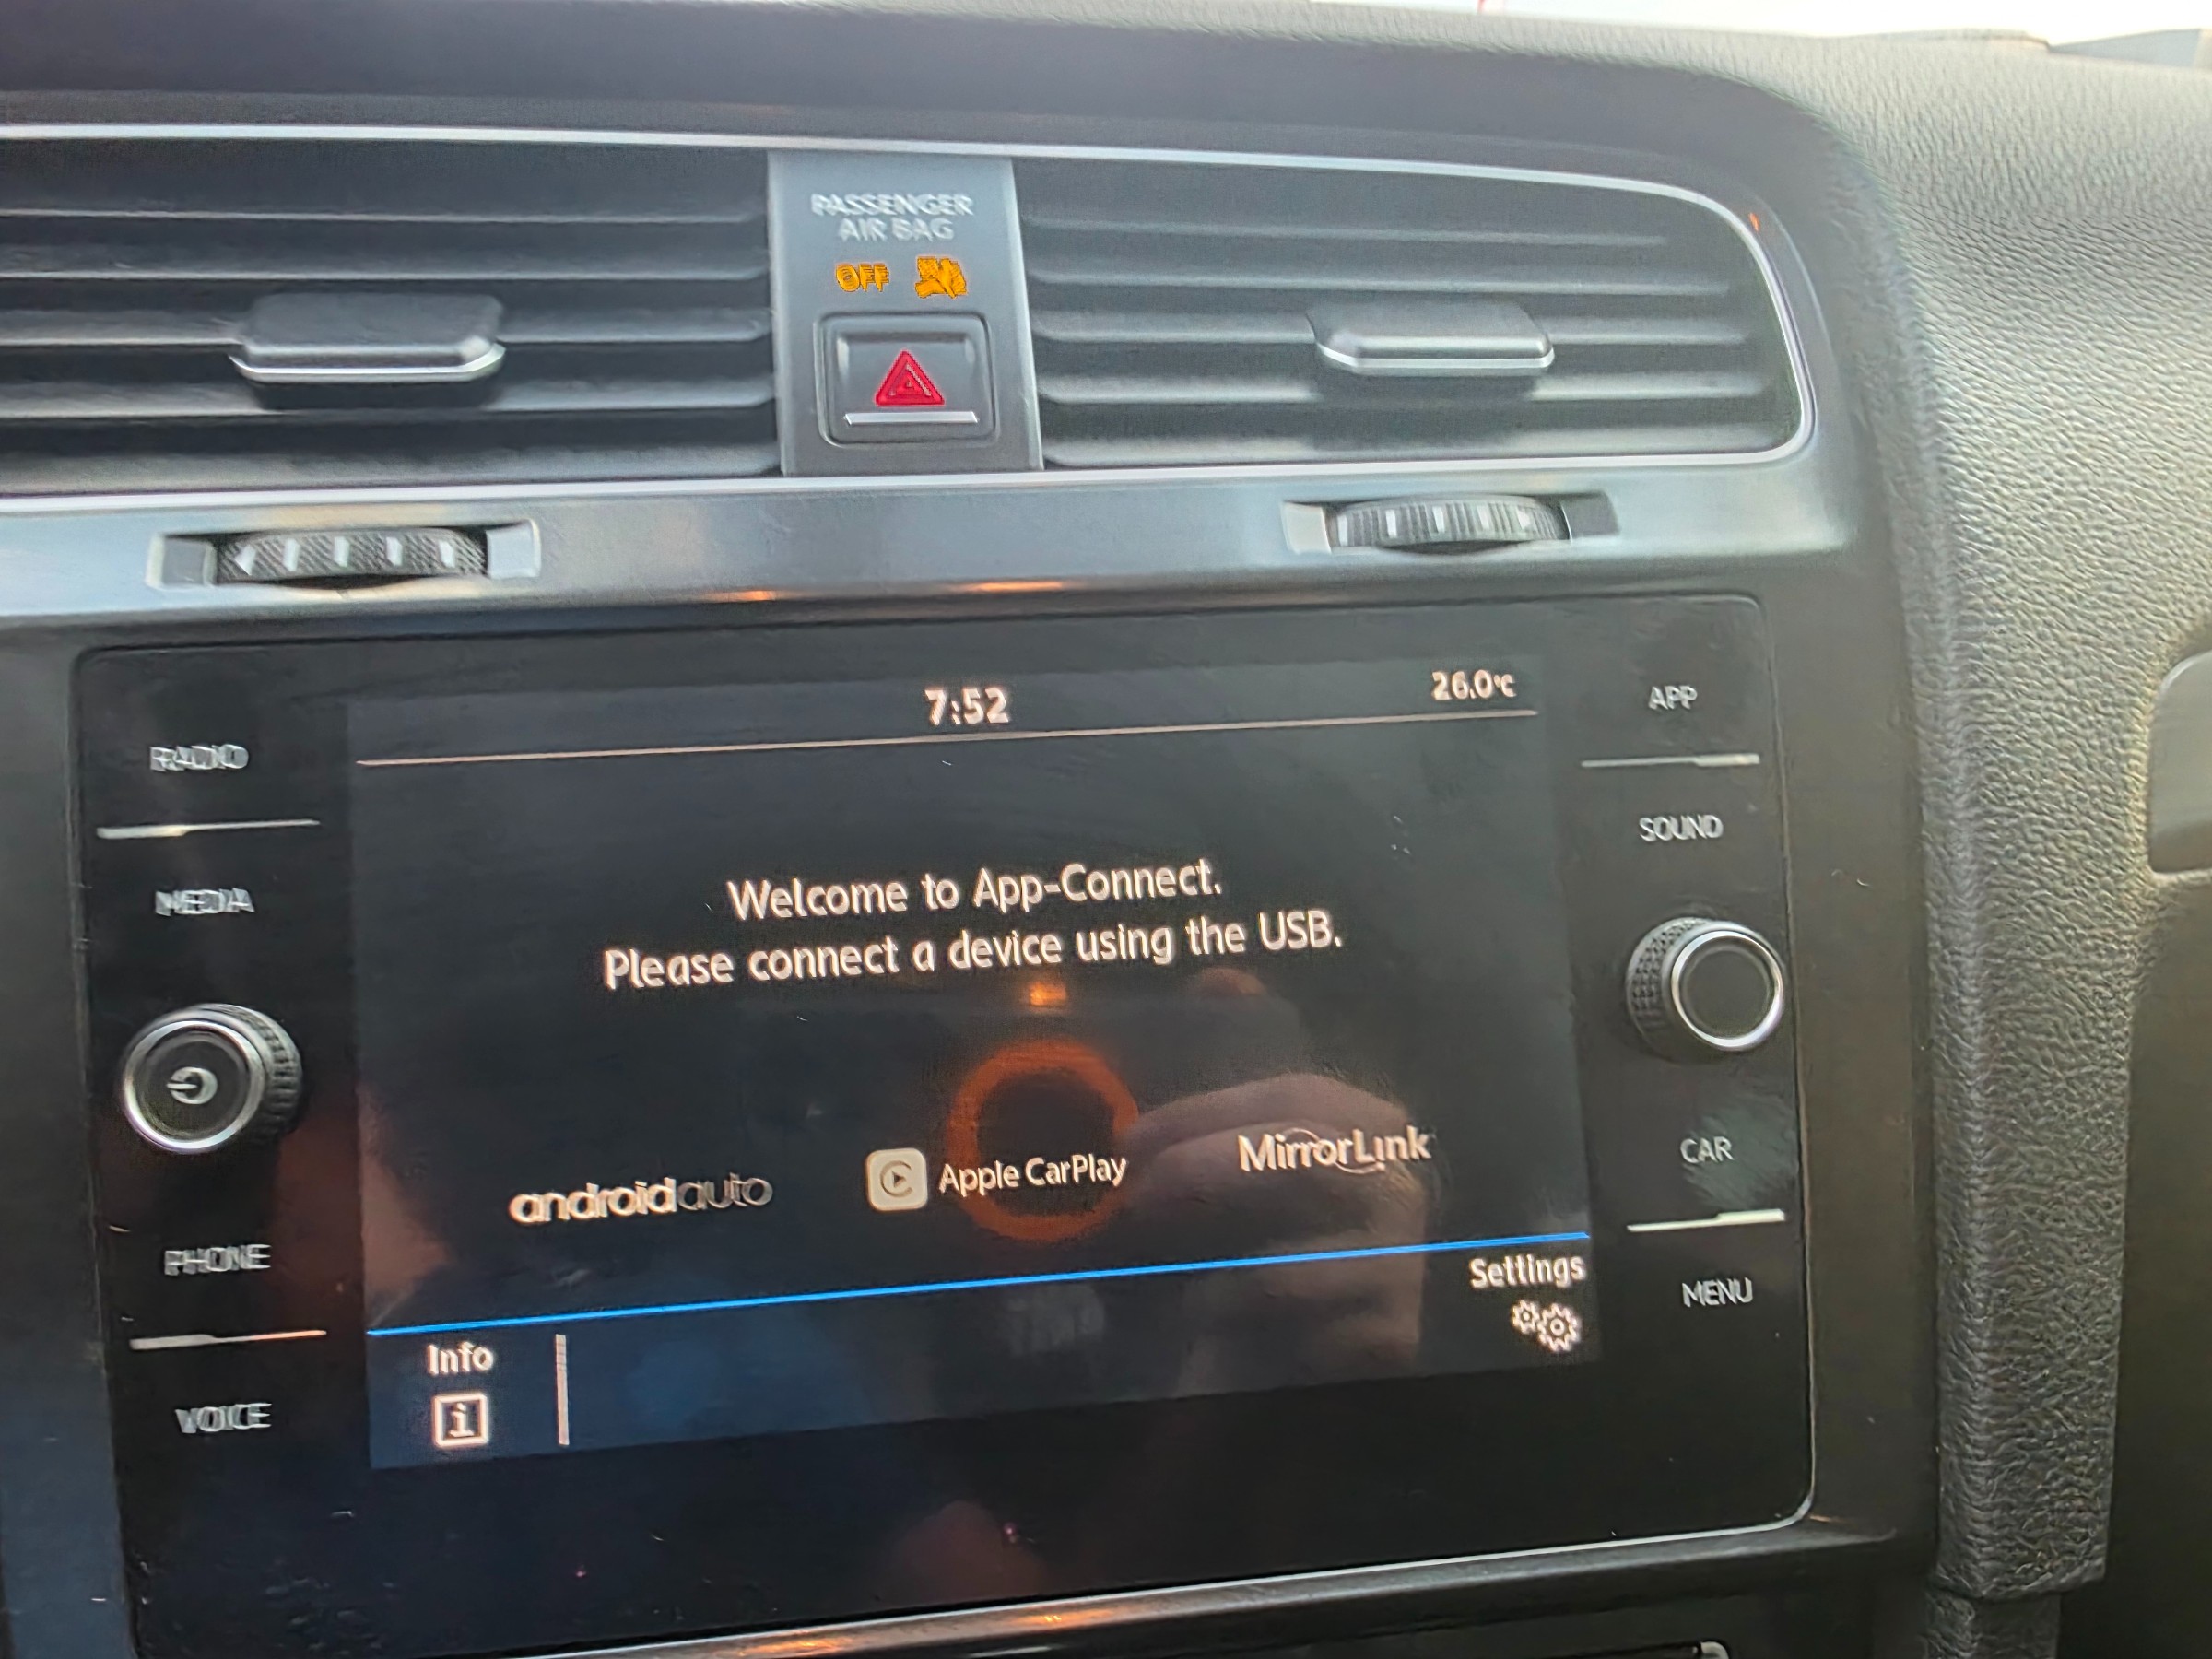 PASSENGER
AIR BAG
OFF
7:52
26.0°C
RADIO
MEDIA
PHONE
VOICE
Welcome to App-Connect.
Please connect a device using the USB.
androidauto
Apple CarPlay
MirrorLink
Info
i
Settings
APP
SOUND
CAR
MENU